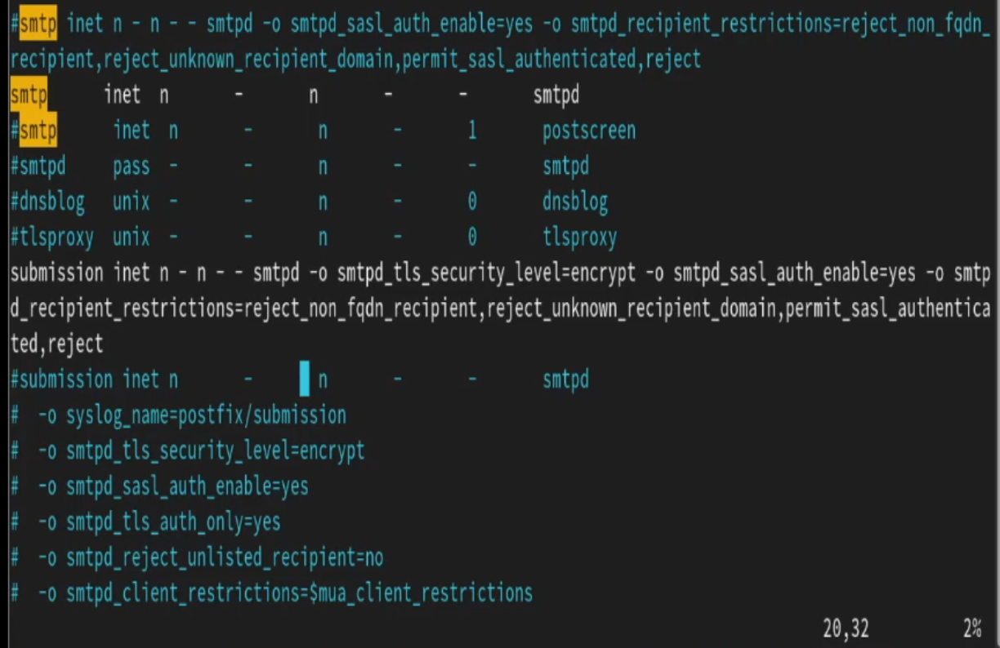 #smtp inet n - n - - smtpd -o smtpd_sasl_auth_enable=yes -o smtpd_recipient_restrictions=reject_non_fqdn_
recipient,reject_unknown_recipient_domain,permit_sasl_authenticated,reject
smtp      inet  n       -       n       -       -       smtpd
#smtp      inet  n       -       n       -       1       postscreen
#smtpd     pass  -       -       n       -       -       smtpd
#dnsblog   unix  -       -       n       -       0       dnsblog
#tlsproxy  unix  -       -       n       -       0       tlsproxy
submission inet n - n - - smtpd -o smtpd_tls_security_level=encrypt -o smtpd_sasl_auth_enable=yes -o smtp
d_recipient_restrictions=reject_non_fqdn_recipient,reject_unknown_recipient_domain,permit_sasl_authentica
ted,reject
#submission inet n       -       n       -       -       smtpd
#  -o syslog_name=postfix/submission
#  -o smtpd_tls_security_level=encrypt
#  -o smtpd_sasl_auth_enable=yes
#  -o smtpd_tls_auth_only=yes
#  -o smtpd_reject_unlisted_recipient=no
#  -o smtpd_client_restrictions=$mua_client_restrictions
20,32          2%